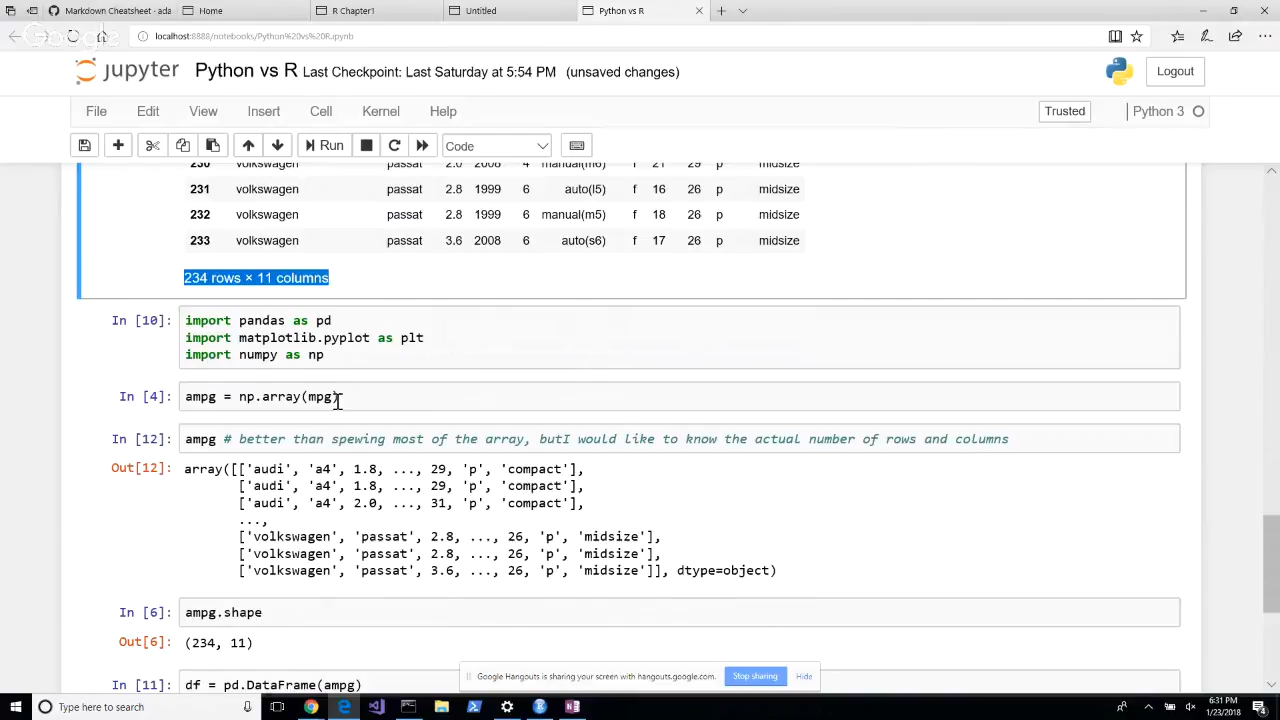 Markdown Cheatsheet - ada
Home
R Chapter1
Untitled
Python vs R
Google
localhost:8888/notebooks/Python%20vs%20R.ipynb
jupyter Python vs R Last Checkpoint: Last Saturday at 5:54 PM (unsaved changes) Logout
File Edit View Insert Cell Kernel Help Trusted Python 3
Run Code
230 volkswagen passat 2.0 2008 4 manual(m6) f 21 29 p midsize
231 volkswagen passat 2.8 1999 6 auto(l5) f 16 26 p midsize
232 volkswagen passat 2.8 1999 6 manual(m5) f 18 26 p midsize
233 volkswagen passat 3.6 2008 6 auto(s6) f 17 26 p midsize
234 rows × 11 columns
In [10]: import pandas as pd
import matplotlib.pyplot as plt
import numpy as np
In [4]: ampg = np.array(mpg)
In [12]: ampg # better than spewing most of the array, butI would like to know the actual number of rows and columns
Out[12]: array([['audi', 'a4', 1.8, ..., 29, 'p', 'compact'],
['audi', 'a4', 1.8, ..., 29, 'p', 'compact'],
['audi', 'a4', 2.0, ..., 31, 'p', 'compact'],
...,
['volkswagen', 'passat', 2.8, ..., 26, 'p', 'midsize'],
['volkswagen', 'passat', 2.8, ..., 26, 'p', 'midsize'],
['volkswagen', 'passat', 3.6, ..., 26, 'p', 'midsize']], dtype=object)
In [6]: ampg.shape
Out[6]: (234, 11)
Google Hangouts is sharing your screen with hangouts.google.com. Stop sharing Hide
In [11]: df = pd.DataFrame(ampg)
Type here to search
6:31 PM
1/23/2018